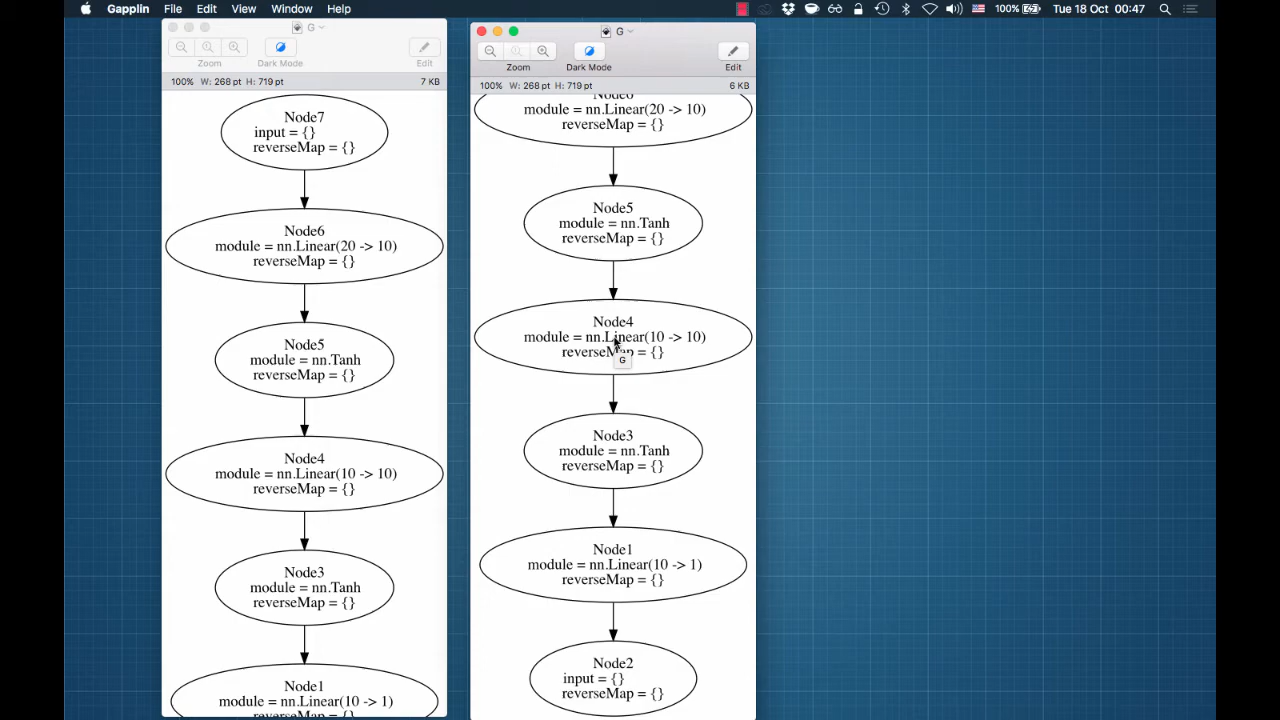 Gapplin File Edit View Window Help
100% Tue 18 Oct 00:47
G
Zoom Dark Mode Edit
100% W: 268 pt H: 719 pt 7 KB
Node7
input = {}
reverseMap = {}
Node6
module = nn.Linear(20 -> 10)
reverseMap = {}
Node5
module = nn.Tanh
reverseMap = {}
Node4
module = nn.Linear(10 -> 10)
reverseMap = {}
Node3
module = nn.Tanh
reverseMap = {}
Node1
module = nn.Linear(10 -> 1)
reverseMap = {}
G
Zoom Dark Mode Edit
100% W: 268 pt H: 719 pt 6 KB
Node6
module = nn.Linear(20 -> 10)
reverseMap = {}
Node5
module = nn.Tanh
reverseMap = {}
Node4
module = nn.Linear(10 -> 10)
reverseMap = {}
G
Node3
module = nn.Tanh
reverseMap = {}
Node1
module = nn.Linear(10 -> 1)
reverseMap = {}
Node2
input = {}
reverseMap = {}